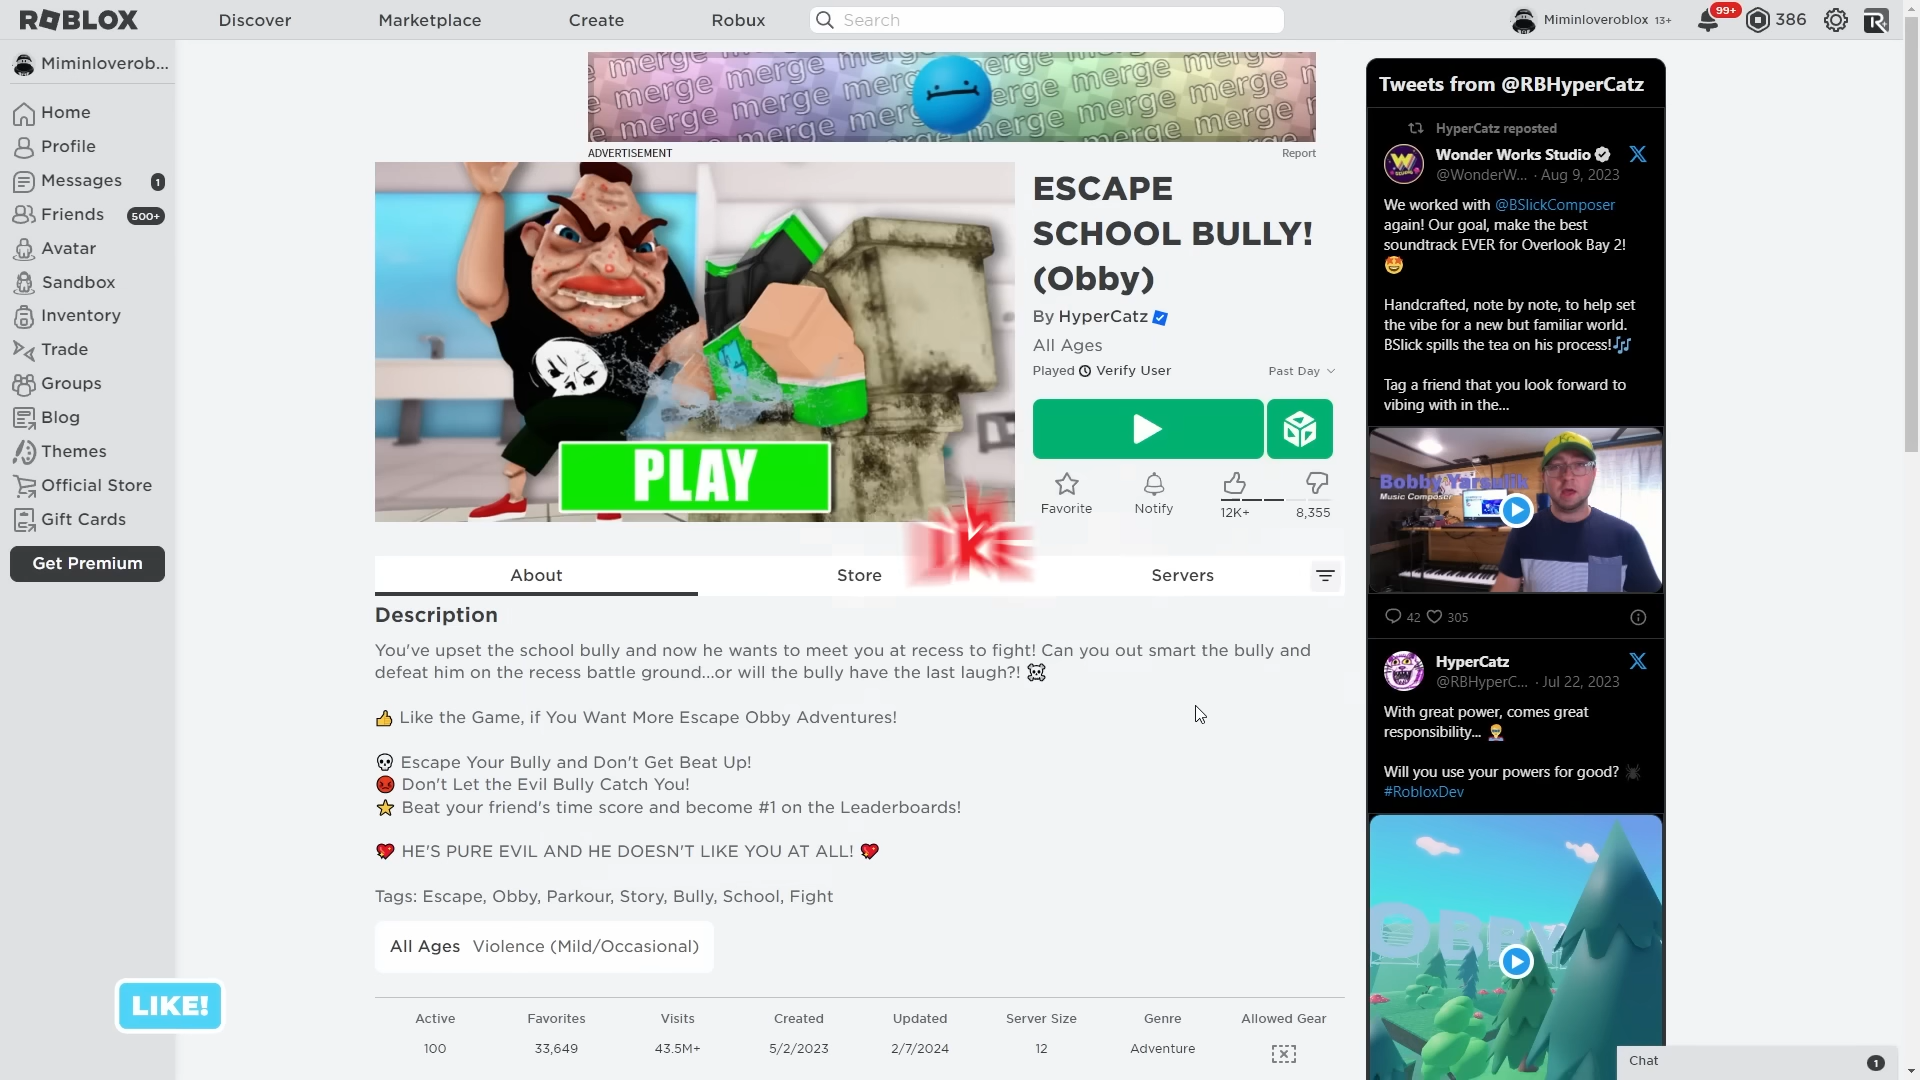 ROBLOX
Discover
Marketplace
Create
Robux
Search
Miminloveroblox 13+
99+
386
Miminloverob...
Home
Profile
Messages 1
Friends 500+
Avatar
Sandbox
Inventory
Trade
Groups
Blog
Themes
Official Store
Gift Cards
Get Premium
merge merge merge merge merge merge
ADVERTISEMENT
Report
PLAY
ESCAPE
SCHOOL BULLY!
(Obby)
By HyperCatz
All Ages
Played Verify User
Past Day
Favorite
Notify
12K+
8,355
About
Store
Servers
Description
You've upset the school bully and now he wants to meet you at recess to fight! Can you out smart the bully and
defeat him on the recess battle ground...or will the bully have the last laugh?! ☠️
👍 Like the Game, if You Want More Escape Obby Adventures!
💀 Escape Your Bully and Don't Get Beat Up!
😡 Don't Let the Evil Bully Catch You!
⭐ Beat your friend's time score and become #1 on the Leaderboards!
💖 HE'S PURE EVIL AND HE DOESN'T LIKE YOU AT ALL! 💖
Tags: Escape, Obby, Parkour, Story, Bully, School, Fight
All Ages Violence (Mild/Occasional)
LIKE!
Active
Favorites
Visits
Created
Updated
Server Size
Genre
Allowed Gear
100
33,649
43.5M+
5/2/2023
2/7/2024
12
Adventure
Tweets from @RBHyperCatz
HyperCatz reposted
Wonder Works Studio
@WonderW... · Aug 9, 2023
We worked with @BSlickComposer
again! Our goal, make the best
soundtrack EVER for Overlook Bay 2!
🤩
Handcrafted, note by note, to help set
the vibe for a new but familiar world.
BSlick spills the tea on his process!🎶
Tag a friend that you look forward to
vibing with in the...
Bobby Yarsulik
Music Composer
42
305
HyperCatz
@RBHyperC... · Jul 22, 2023
With great power, comes great
responsibility...
Will you use your powers for good? 🕷️
#RobloxDev
OBBY
Chat
1